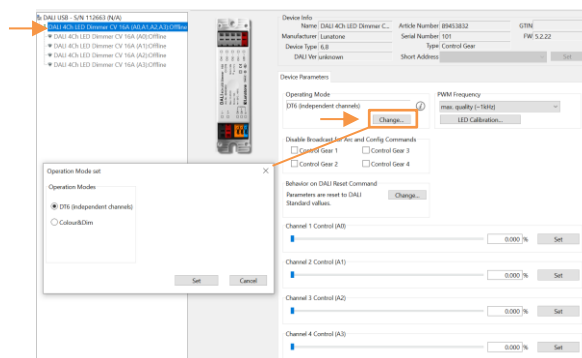 DALI USB - S/N 112663 (N/A)
DALI 4Ch LED Dimmer CV 16A (A0,A1,A2,A3):Offline
DALI 4Ch LED Dimmer CV 16A (A0):Offline
DALI 4Ch LED Dimmer CV 16A (A1):Offline
DALI 4Ch LED Dimmer CV 16A (A2):Offline
DALI 4Ch LED Dimmer CV 16A (A3):Offline
Device Info
Name DALI 4Ch LED Dimmer C... Article Number 89453832 GTIN
Manufacturer Lunatone Serial Number 101 FW 5.2.22
Device Type 6.8 Type Control Gear
DALI Ver unknown Short Address Set
Device Parameters
Operating Mode
DT6 (independent channels)
Change...
PWM Frequency
max. quality (~1kHz)
LED Calibration...
Disable Broadcast for Arc and Config Commands
Control Gear 1 Control Gear 3
Control Gear 2 Control Gear 4
Behavior on DALI Reset Command
Parameters are reset to DALI
Standard valtues.
Change...
Operation Mode set
Operation Modes
DT6 (independent channels)
Colour&Dim
Set Cancel
Channel 1 Control (A0)
0.000 % Set
Channel 2 Control (A1)
0.000 % Set
Channel 3 Control (A2)
0.000 % Set
Channel 4 Control (A3)
0.000 % Set